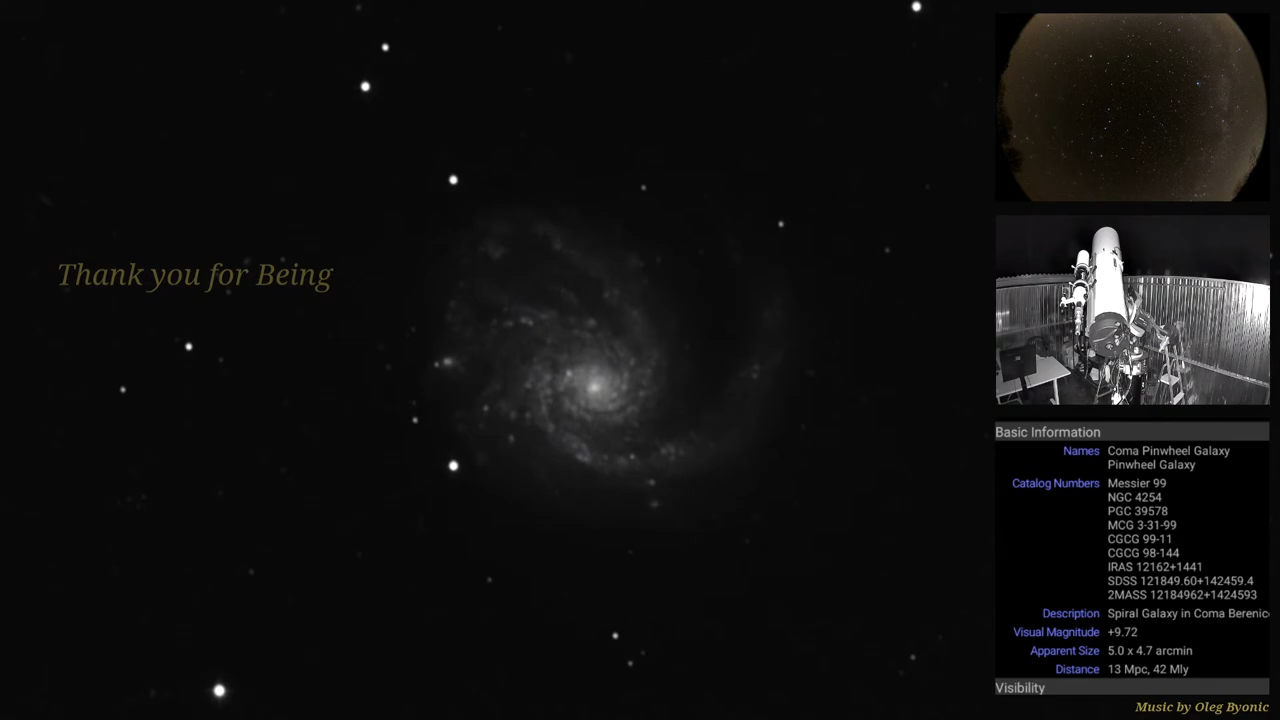 Thank you for Being
Basic Information
Names Coma Pinwheel Galaxy
Pinwheel Galaxy
Catalog Numbers Messier 99
NGC 4254
PGC 39578
MCG 3-31-99
CGCG 99-11
CGCG 98-144
IRAS 12162+1441
SDSS 121849.60+142459.4
2MASS 12184962+1424593
Description Spiral Galaxy in Coma Berenic
Visual Magnitude +9.72
Apparent Size 5.0 x 4.7 arcmin
Distance 13 Mpc, 42 Mly
Visibility
Music by Oleg Byonic